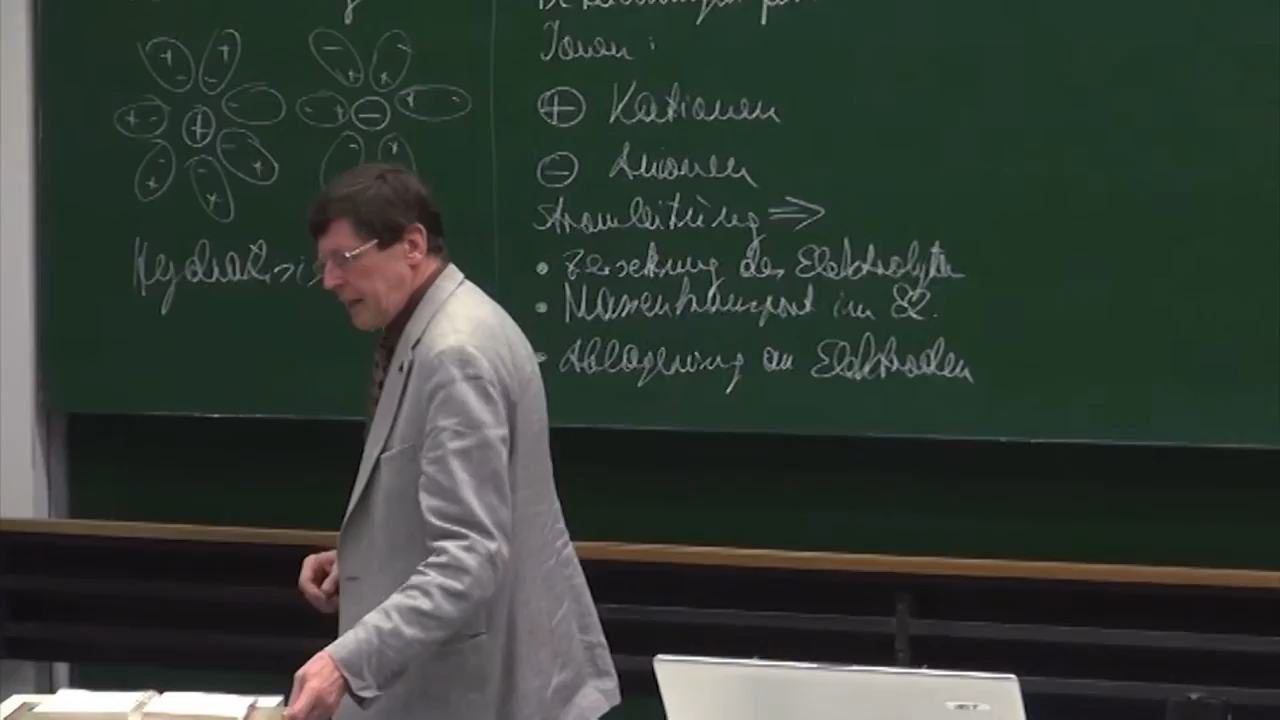 Ionen:
⊕ Kationen
⊖ Anionen
Stromleitung ⇒
• Zersetzung des Elektrolyten
• Massentransport im El.
• Ablagerung an Elektroden